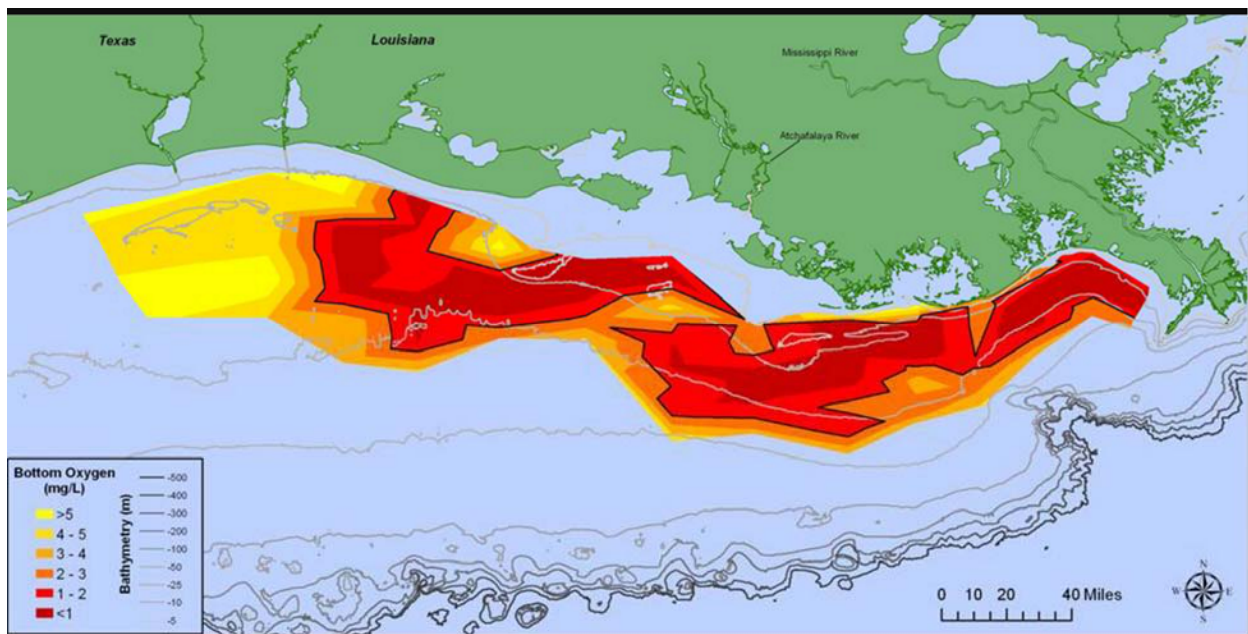 Texas
Louisiana
Mississippi River
Atchafalaya River
Bottom Oxygen
(mg/L)
>5
4 - 5
3 - 4
2 - 3
1 - 2
<1
Bathymetry (m)
-500
-400
-300
-200
-100
-50
-25
-10
-5
0 10 20 40 Miles
N
W E
S